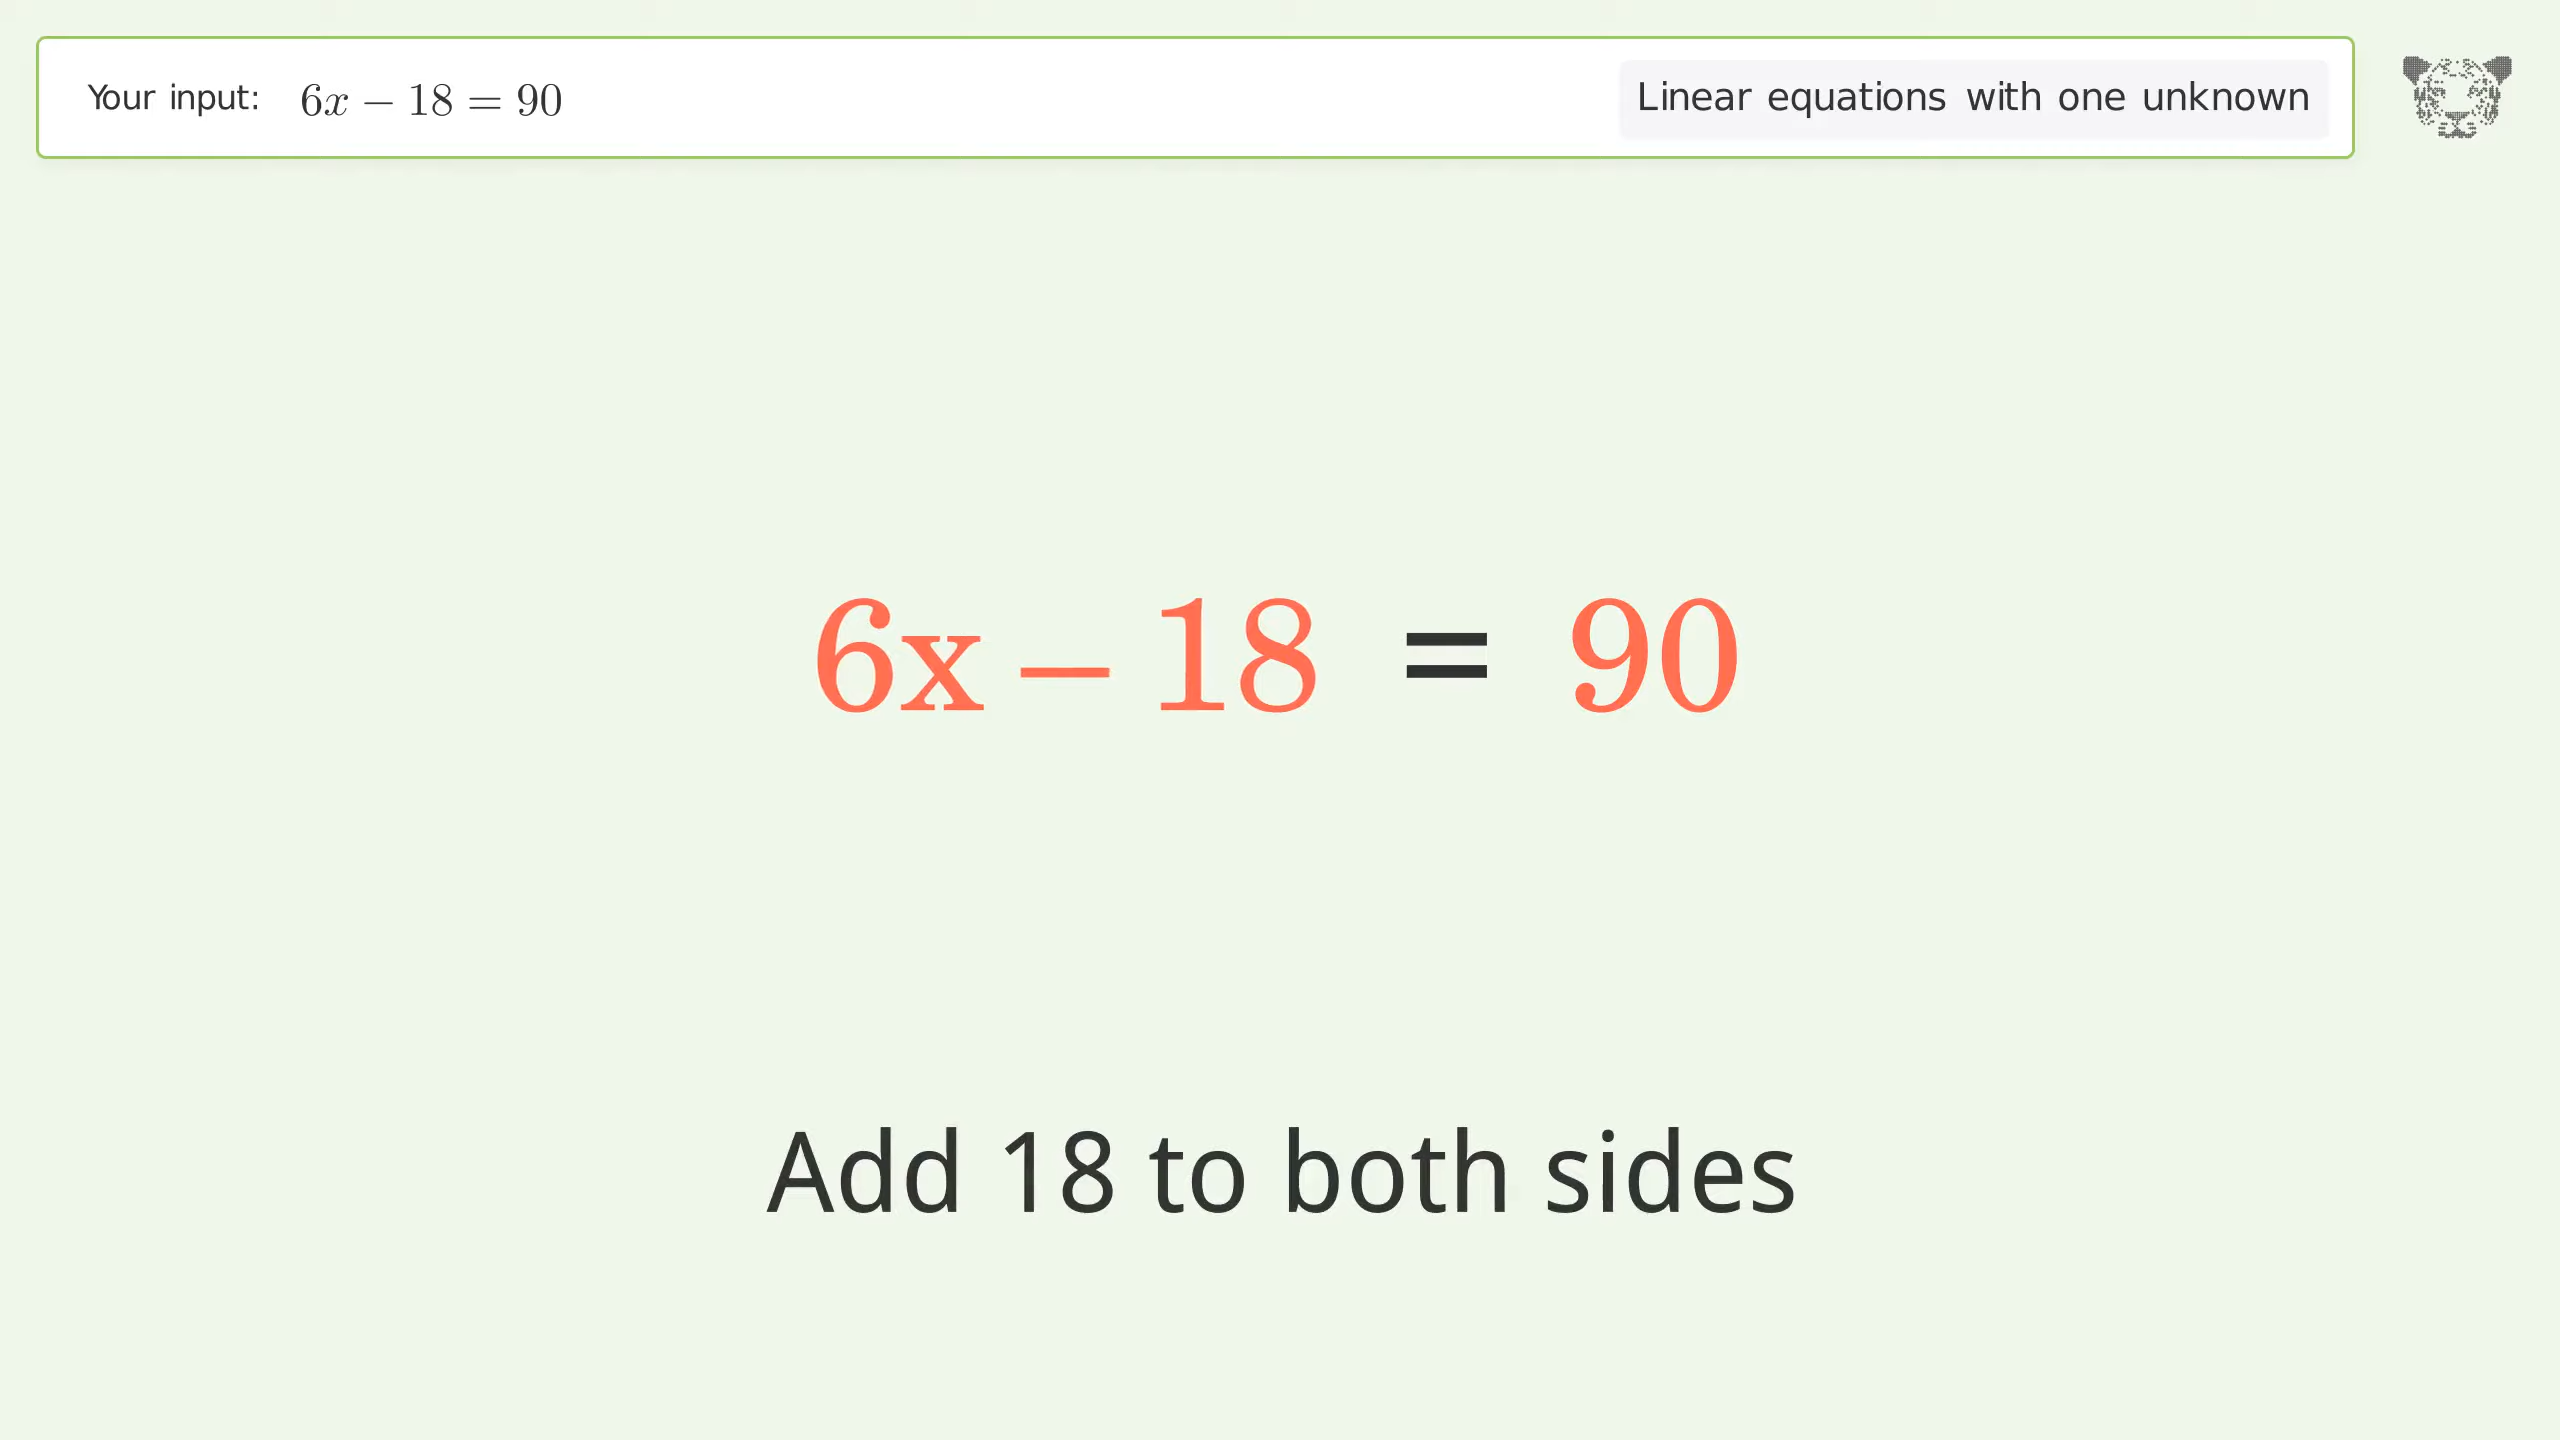 Your input: 6x − 18 = 90
Linear equations with one unknown
6x − 18 = 90
Add 18 to both sides